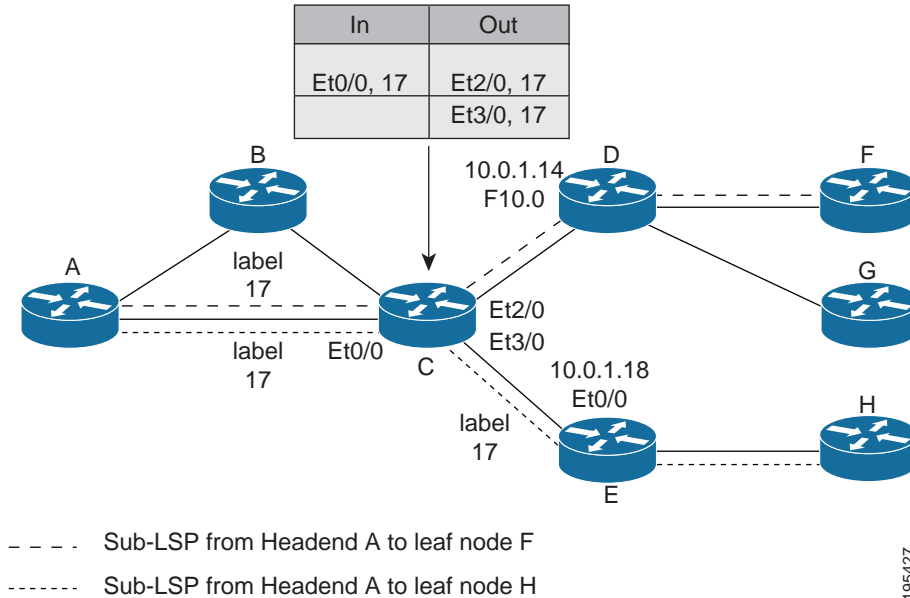 In Out
Et0/0, 17 Et2/0, 17
Et3/0, 17
B
D
F
10.0.1.14
F10.0
A
label
17
G
Et2/0
Et3/0
label
17
Et0/0
C
10.0.1.18
Et0/0
H
label
17
E
Sub-LSP from Headend A to leaf node F
Sub-LSP from Headend A to leaf node H
195427